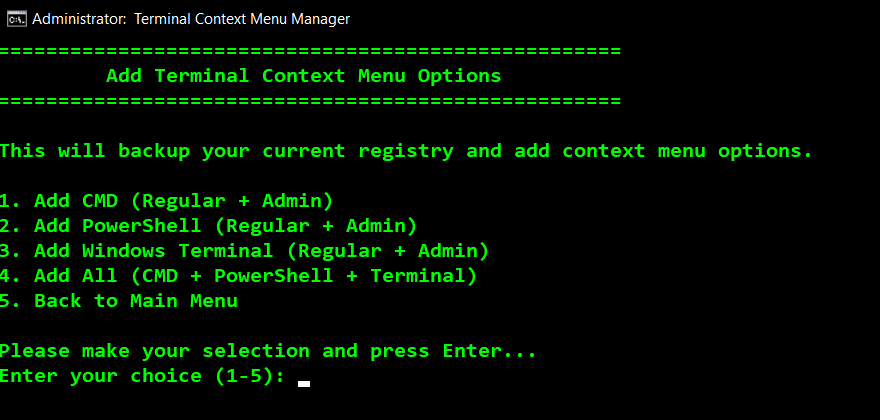 Administrator: Terminal Context Menu Manager
====================================================
Add Terminal Context Menu Options
====================================================
This will backup your current registry and add context menu options.
1. Add CMD (Regular + Admin)
2. Add PowerShell (Regular + Admin)
3. Add Windows Terminal (Regular + Admin)
4. Add All (CMD + PowerShell + Terminal)
5. Back to Main Menu
Please make your selection and press Enter...
Enter your choice (1-5):